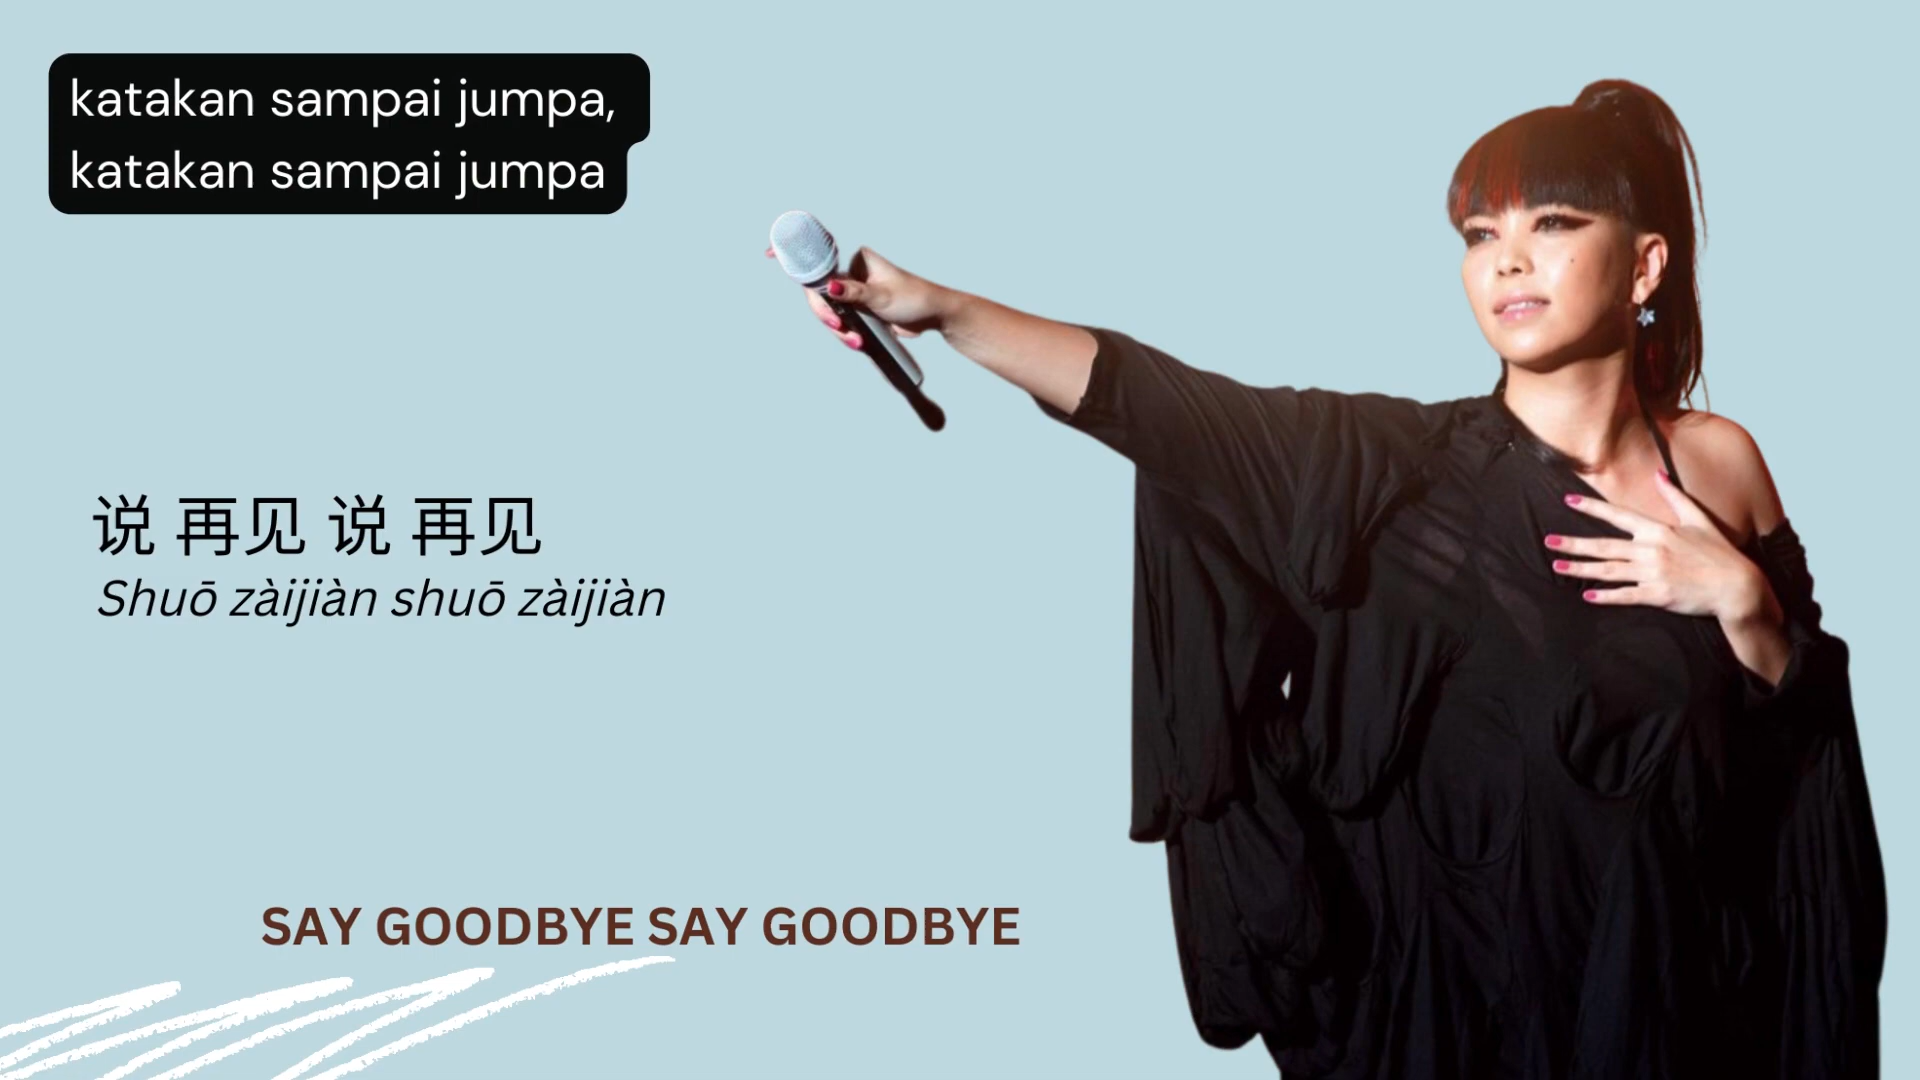 katakan sampai jumpa,
katakan sampai jumpa
说 再见 说 再见
Shuō zàijiàn shuō zàijiàn
SAY GOODBYE SAY GOODBYE